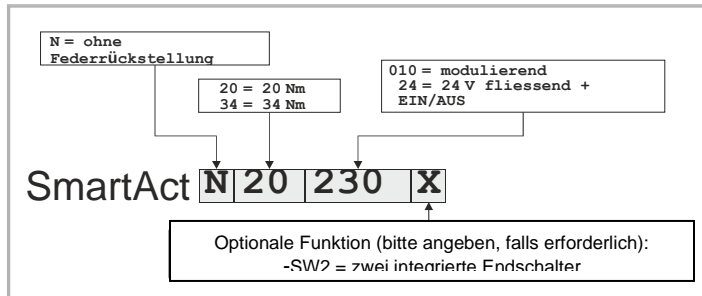 N = ohne
Federrückstellung
20 = 20 Nm
34 = 34 Nm
010 = modulierend
24 = 24 V fliessend +
EIN/AUS
SmartAct N 20 230 X
Optionale Funktion (bitte angeben, falls erforderlich):
-SW2 = zwei integrierte Endschalter